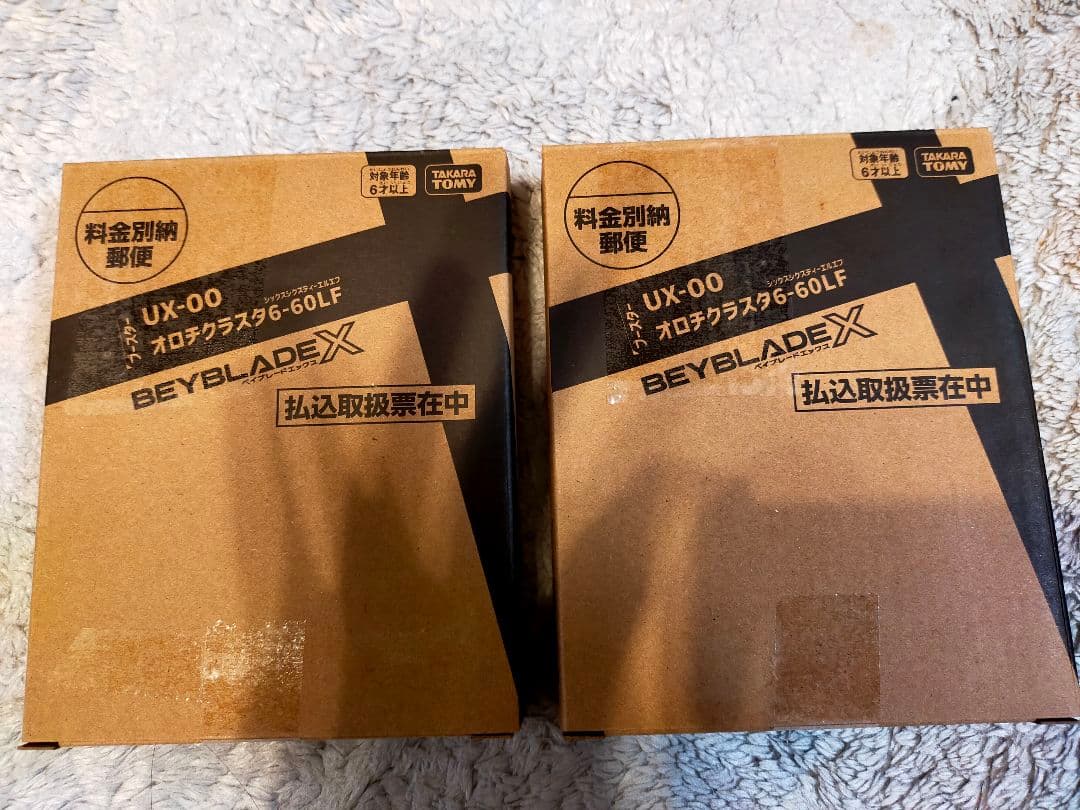 料金別納
郵便
対象年齢
6才以上
TAKARA
TOMY
ブースター
UX-00
シックスシクスティーエルエフ
オロチクラスタ6-60LF
BEYBLADE X
ベイブレードエックス
払込取扱票在中
料金別納
郵便
対象年齢
6才以上
TAKARA
TOMY
ブースター
UX-00
シックスシクスティーエルエフ
オロチクラスタ6-60LF
BEYBLADE X
ベイブレードエックス
払込取扱票在中